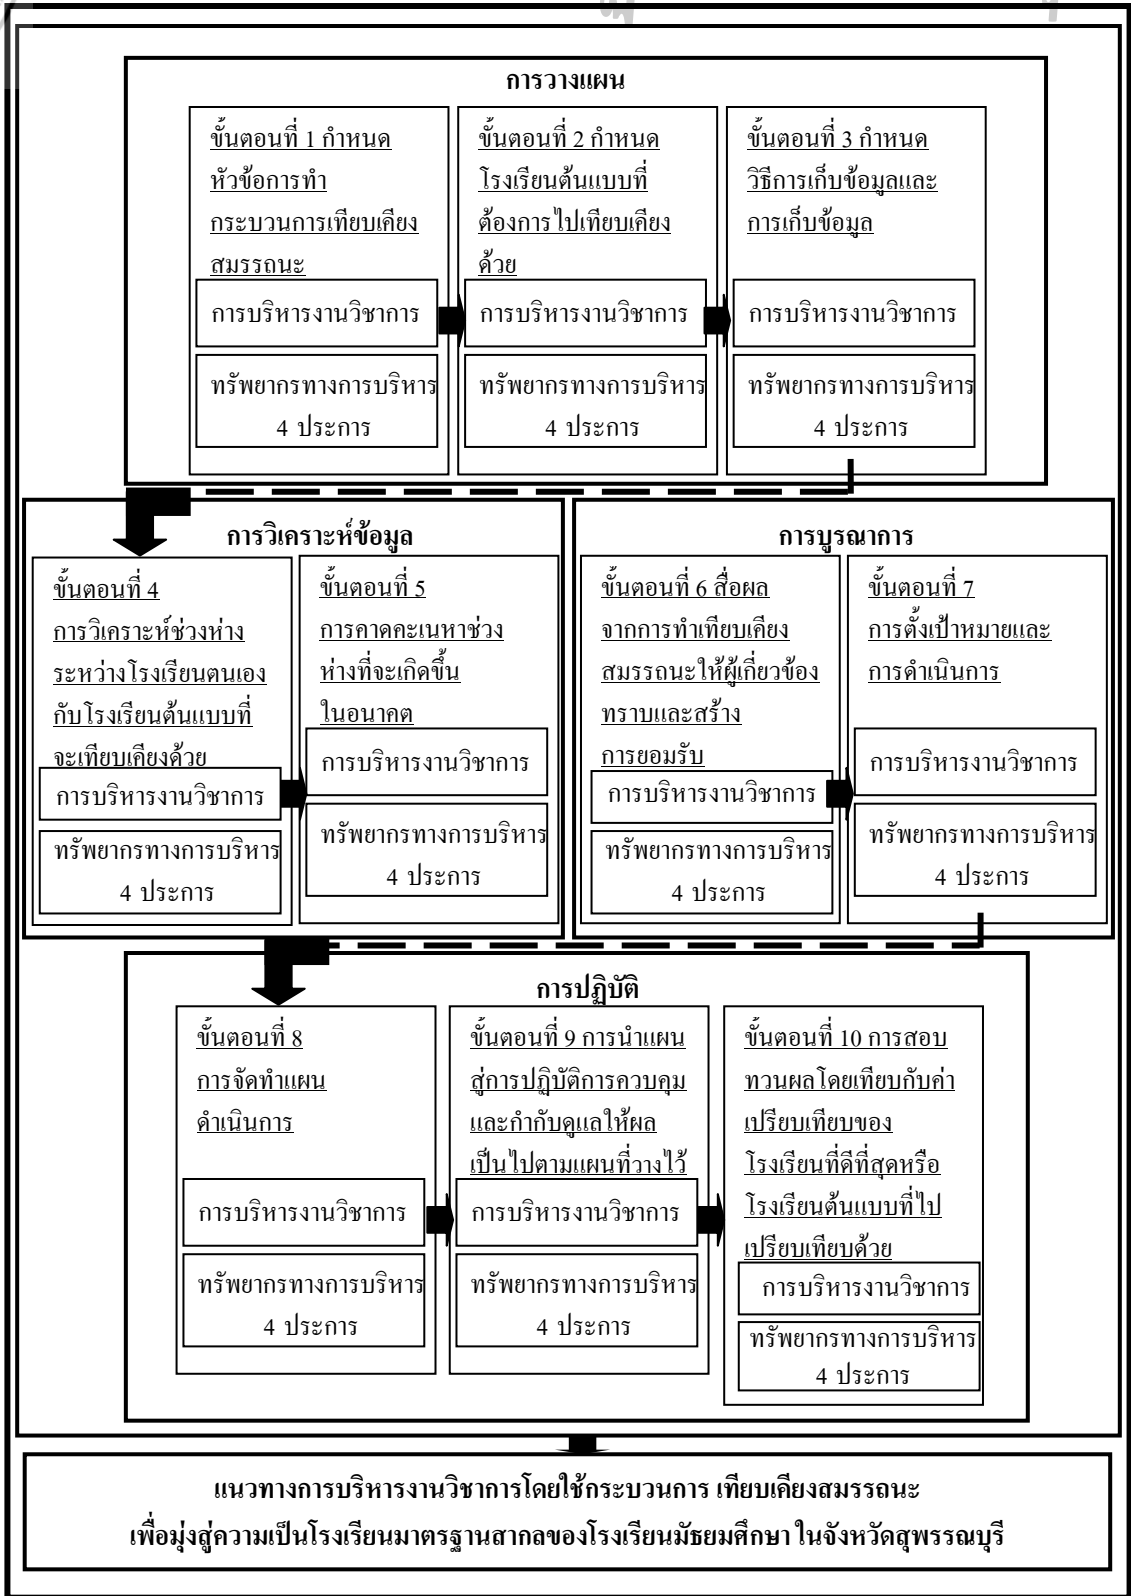 การวางแผน
ขั้นตอนที่ 1 กำหนด
หัวข้อการทำ
กระบวนการเทียบเคียง
สมรรถนะ
การบริหารงานวิชาการ
ทรัพยากรทางการบริหาร
4 ประการ
ขั้นตอนที่ 2 กำหนด
โรงเรียนต้นแบบที่
ต้องการไปเทียบเคียง
ด้วย
การบริหารงานวิชาการ
ทรัพยากรทางการบริหาร
4 ประการ
ขั้นตอนที่ 3 กำหนด
วิธีการเก็บข้อมูลและ
การเก็บข้อมูล
การบริหารงานวิชาการ
ทรัพยากรทางการบริหาร
4 ประการ
การวิเคราะห์ข้อมูล
ขั้นตอนที่ 4
การวิเคราะห์ช่วงห่าง
ระหว่างโรงเรียนตนเอง
กับโรงเรียนต้นแบบที่
จะเทียบเคียงด้วย
การบริหารงานวิชาการ
ทรัพยากรทางการบริหาร
4 ประการ
ขั้นตอนที่ 5
การคาดคะเนหาช่วง
ห่างที่จะเกิดขึ้น
ในอนาคต
การบริหารงานวิชาการ
ทรัพยากรทางการบริหาร
4 ประการ
การบูรณาการ
ขั้นตอนที่ 6 สื่อผล
จากการทำเทียบเคียง
สมรรถนะให้ผู้เกี่ยวข้อง
ทราบและสร้าง
การยอมรับ
การบริหารงานวิชาการ
ทรัพยากรทางการบริหาร
4 ประการ
ขั้นตอนที่ 7
การตั้งเป้าหมายและ
การดำเนินการ
การบริหารงานวิชาการ
ทรัพยากรทางการบริหาร
4 ประการ
การปฏิบัติ
ขั้นตอนที่ 8
การจัดทำแผน
ดำเนินการ
การบริหารงานวิชาการ
ทรัพยากรทางการบริหาร
4 ประการ
ขั้นตอนที่ 9 การนำแผน
สู่การปฏิบัติการควบคุม
และกำกับดูแลให้ผล
เป็นไปตามแผนที่วางไว้
การบริหารงานวิชาการ
ทรัพยากรทางการบริหาร
4 ประการ
ขั้นตอนที่ 10 การสอบ
ทวนผลโดยเทียบกับค่า
เปรียบเทียบของ
โรงเรียนที่ดีที่สุดหรือ
โรงเรียนต้นแบบที่ไป
เปรียบเทียบด้วย
การบริหารงานวิชาการ
ทรัพยากรทางการบริหาร
4 ประการ
แนวทางการบริหารงานวิชาการโดยใช้กระบวนการ เทียบเคียงสมรรถนะ
เพื่อมุ่งสู่ความเป็นโรงเรียนมาตรฐานสากลของโรงเรียนมัธยมศึกษา ในจังหวัดสุพรรณบุรี